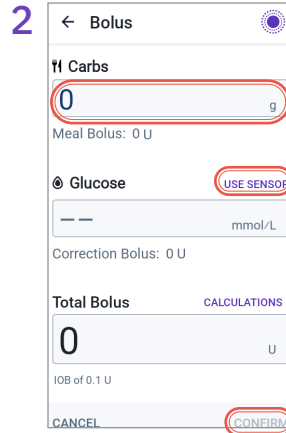 2
Bolus
Carbs
0 g
Meal Bolus: 0 U
Glucose USE SENSOR
-- mmol/L
Correction Bolus: 0 U
Total Bolus CALCULATIONS
0 U
IOB of 0.1 U
CANCEL CONFIRM